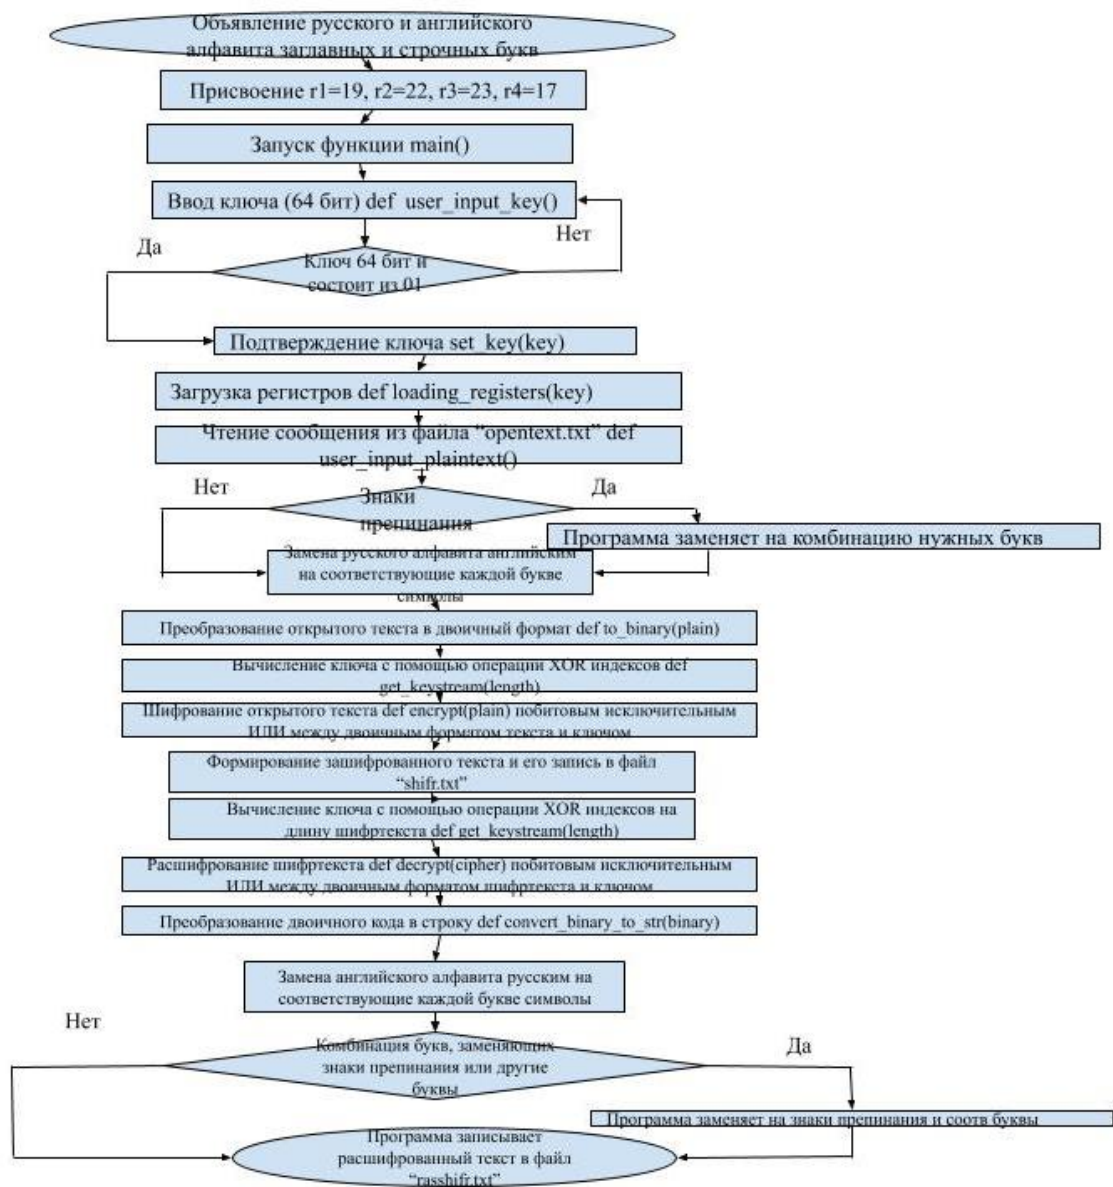 Объявление русского и английского
алфавита заглавных и строчных букв
Присвоение r1=19, r2=22, r3=23, r4=17
Запуск функции main()
Ввод ключа (64 бит) def user_input_key()
Нет
Да
Ключ 64 бит и
состоит из 01
Подтверждение ключа set_key(key)
Загрузка регистров def loading_registers(key)
Чтение сообщения из файла “opentext.txt” def
user_input_plaintext()
Нет
Да
Знаки
препинания
Программа заменяет на комбинацию нужных букв
Замена русского алфавита английским
на соответствующие каждой букве
символы
Преобразование открытого текста в двоичный формат def to_binary(plain)
Вычисление ключа с помощью операции XOR индексов def
get_keystream(length)
Шифрование открытого текста def encrypt(plain) побитовым исключительным
ИЛИ между двоичным форматом текста и ключом
Формирование зашифрованного текста и его запись в файл
“shifr.txt”
Вычисление ключа с помощью операции XOR индексов на
длину шифртекста def get_keystream(length)
Расшифрование шифртекста def decrypt(cipher) побитовым исключительным
ИЛИ между двоичным форматом шифртекста и ключом
Преобразование двоичного кода в строку def convert_binary_to_str(binary)
Замена английского алфавита русским на
соответствующие каждой букве символы
Нет
Да
Комбинация букв, заменяющих
знаки препинания или другие
буквы
Программа заменяет на знаки препинания и соотв буквы
Программа записывает
расшифрованный текст в файл
“rasshifr.txt”